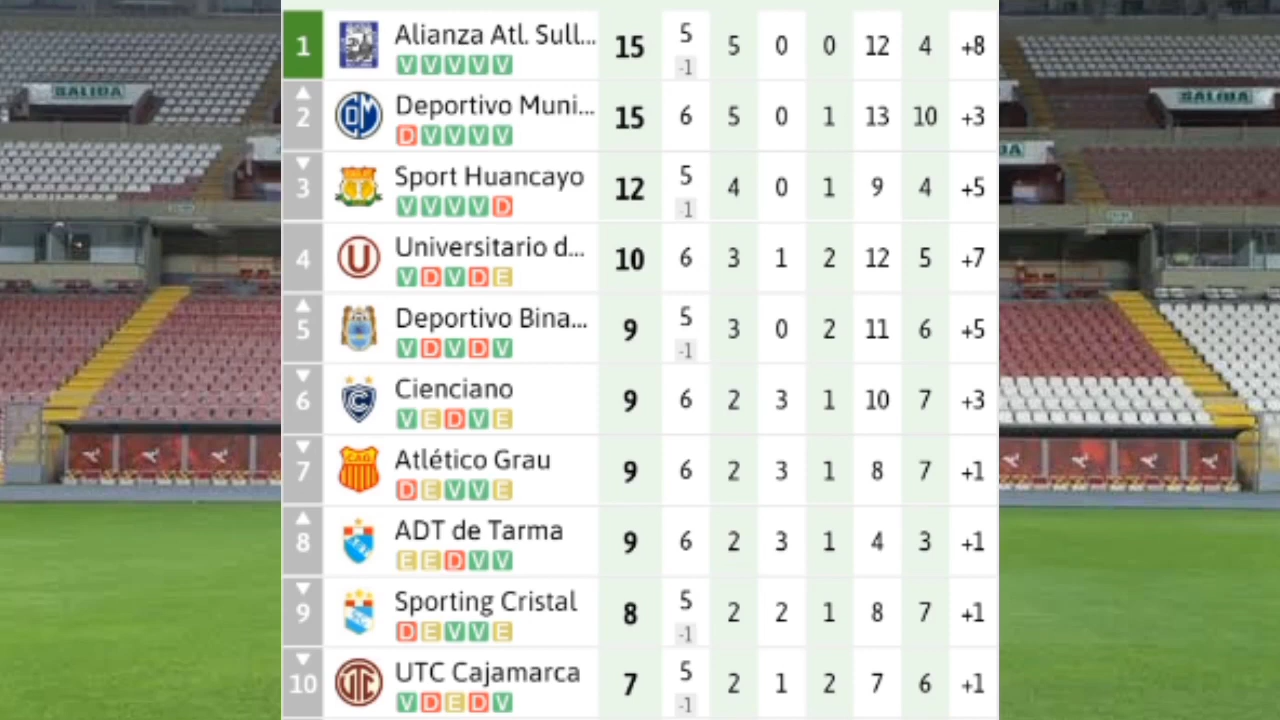 SALIDA
SALIDA
DA
1 Alianza Atl. Sull... 15 5 5 0 0 12 4 +8
V V V V V -1
2 Deportivo Muni... 15 6 5 0 1 13 10 +3
D V V V V
3 Sport Huancayo 12 5 4 0 1 9 4 +5
V V V V D -1
4 Universitario d... 10 6 3 1 2 12 5 +7
U
V D V D E
5 Deportivo Bina... 9 5 3 0 2 11 6 +5
V D V D V -1
6 Cienciano 9 6 2 3 1 10 7 +3
C
V E D V E
7 Atlético Grau 9 6 2 3 1 8 7 +1
CAG
D E V V E
8 ADT de Tarma 9 6 2 3 1 4 3 +1
E E D V V
9 Sporting Cristal 8 5 2 2 1 8 7 +1
D E V V E -1
10 UTC Cajamarca 7 5 2 1 2 7 6 +1
UTC
V D E D V -1